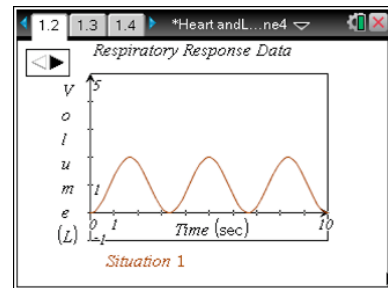 1.2 1.3 1.4 *Heart andL...ne4
Respiratory Response Data
Volume (L)
5
1
0 1 Time (sec) 10
-1
Situation 1